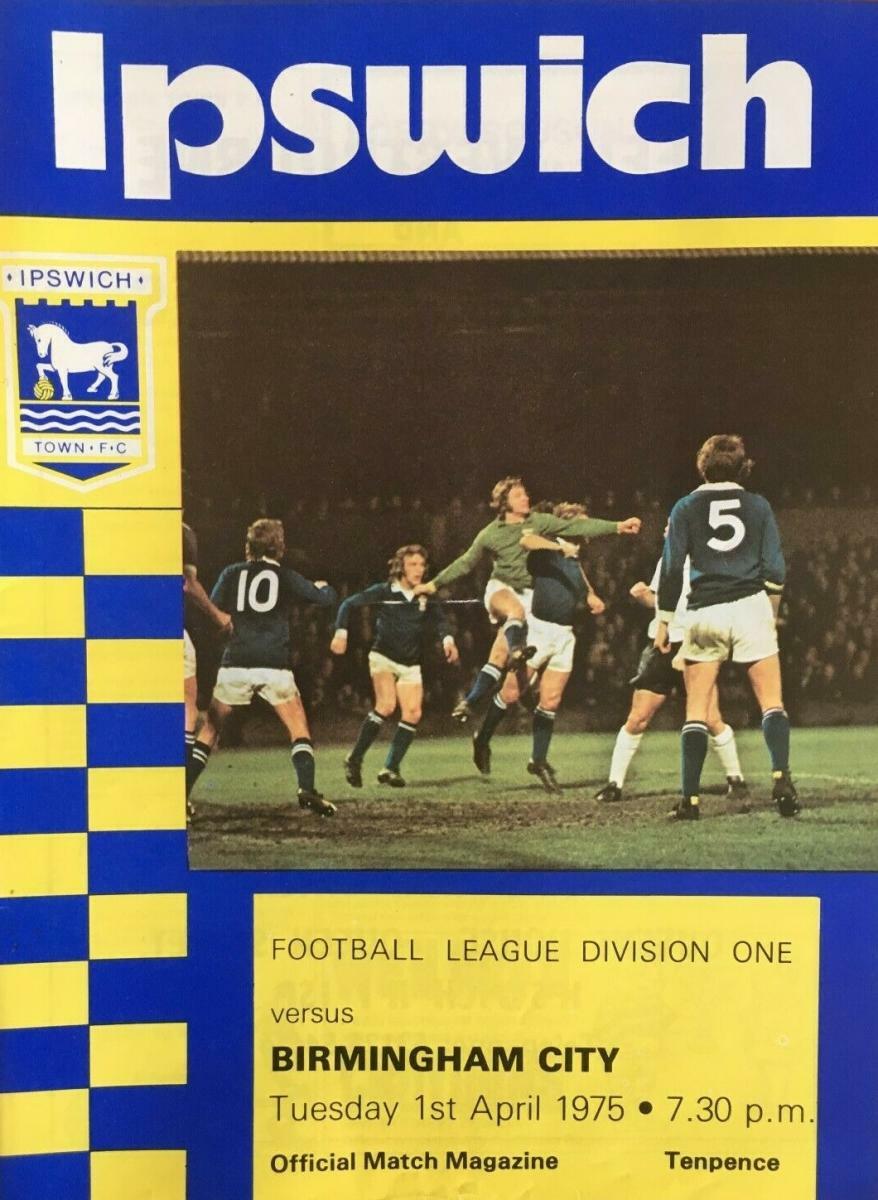 Ipswich
IPSWICH
TOWN • F • C
10
5
FOOTBALL LEAGUE DIVISION ONE
versus
BIRMINGHAM CITY
Tuesday 1st April 1975 • 7.30 p.m.
Official Match Magazine Tenpence